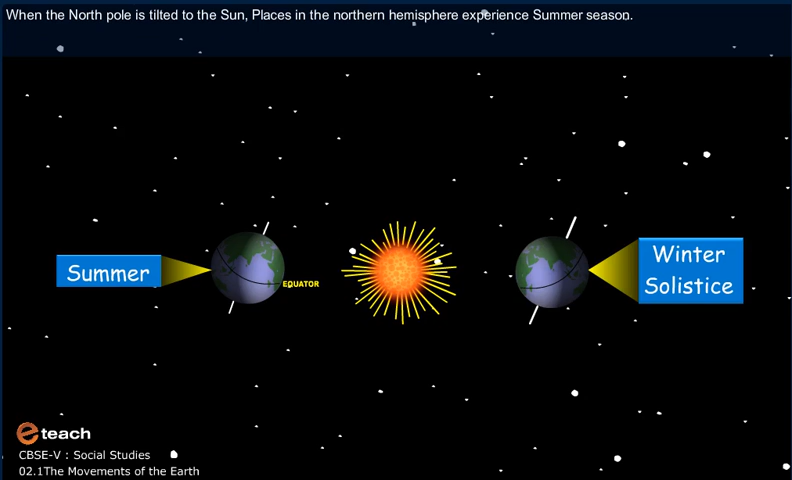 When the North pole is tilted to the Sun, Places in the northern hemisphere experience Summer season.
Summer
EQUATOR
Winter
Solistice
eteach
CBSE-V : Social Studies
02.1The Movements of the Earth